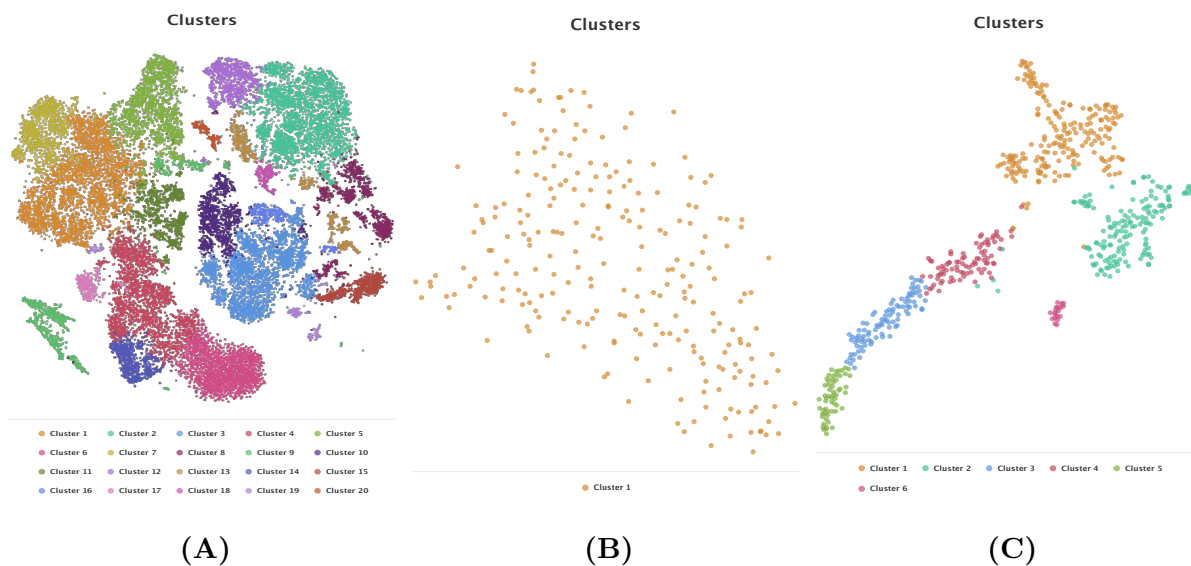 Clusters
Cluster 1 Cluster 2 Cluster 3 Cluster 4 Cluster 5
Cluster 6 Cluster 7 Cluster 8 Cluster 9 Cluster 10
Cluster 11 Cluster 12 Cluster 13 Cluster 14 Cluster 15
Cluster 16 Cluster 17 Cluster 18 Cluster 19 Cluster 20
(A)
Clusters
Cluster 1
(B)
Clusters
Cluster 1 Cluster 2 Cluster 3 Cluster 4 Cluster 5
Cluster 6
(C)